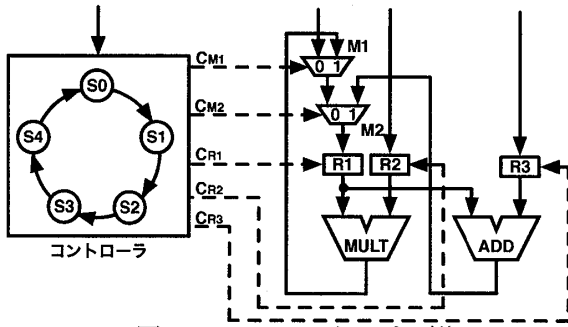 CM1
M1
0 1
S0
CM2
0 1
S4
S1
M2
CR1
R1
R2
R3
CR2
S3
S2
CR3
MULT
ADD
コントローラ